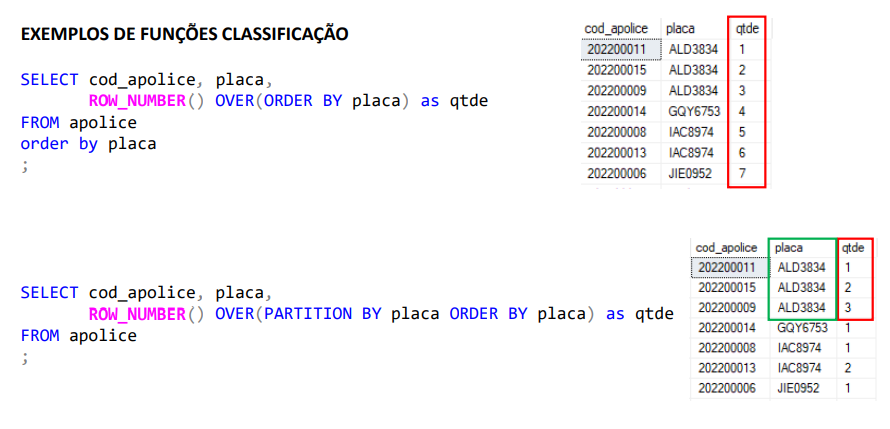 EXEMPLOS DE FUNÇÕES CLASSIFICAÇÃO
SELECT cod_apolice, placa,
ROW_NUMBER() OVER(ORDER BY placa) as qtde
FROM apolice
order by placa
;
cod_apolice placa qtde
202200011 ALD3834 1
202200015 ALD3834 2
202200009 ALD3834 3
202200014 GQY6753 4
202200008 IAC8974 5
202200013 IAC8974 6
202200006 JIE0952 7
SELECT cod_apolice, placa,
ROW_NUMBER() OVER(PARTITION BY placa ORDER BY placa) as qtde
FROM apolice
;
cod_apolice placa qtde
202200011 ALD3834 1
202200015 ALD3834 2
202200009 ALD3834 3
202200014 GQY6753 1
202200008 IAC8974 1
202200013 IAC8974 2
202200006 JIE0952 1